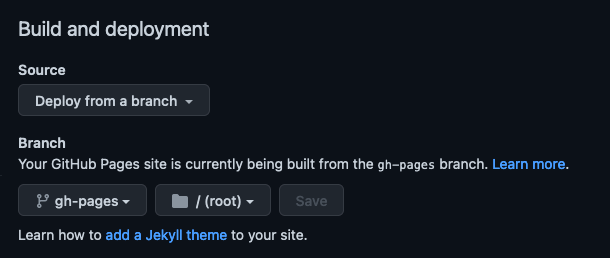 Build and deployment
Source
Deploy from a branch
Branch
Your GitHub Pages site is currently being built from the gh-pages branch. Learn more.
gh-pages / (root) Save
Learn how to add a Jekyll theme to your site.